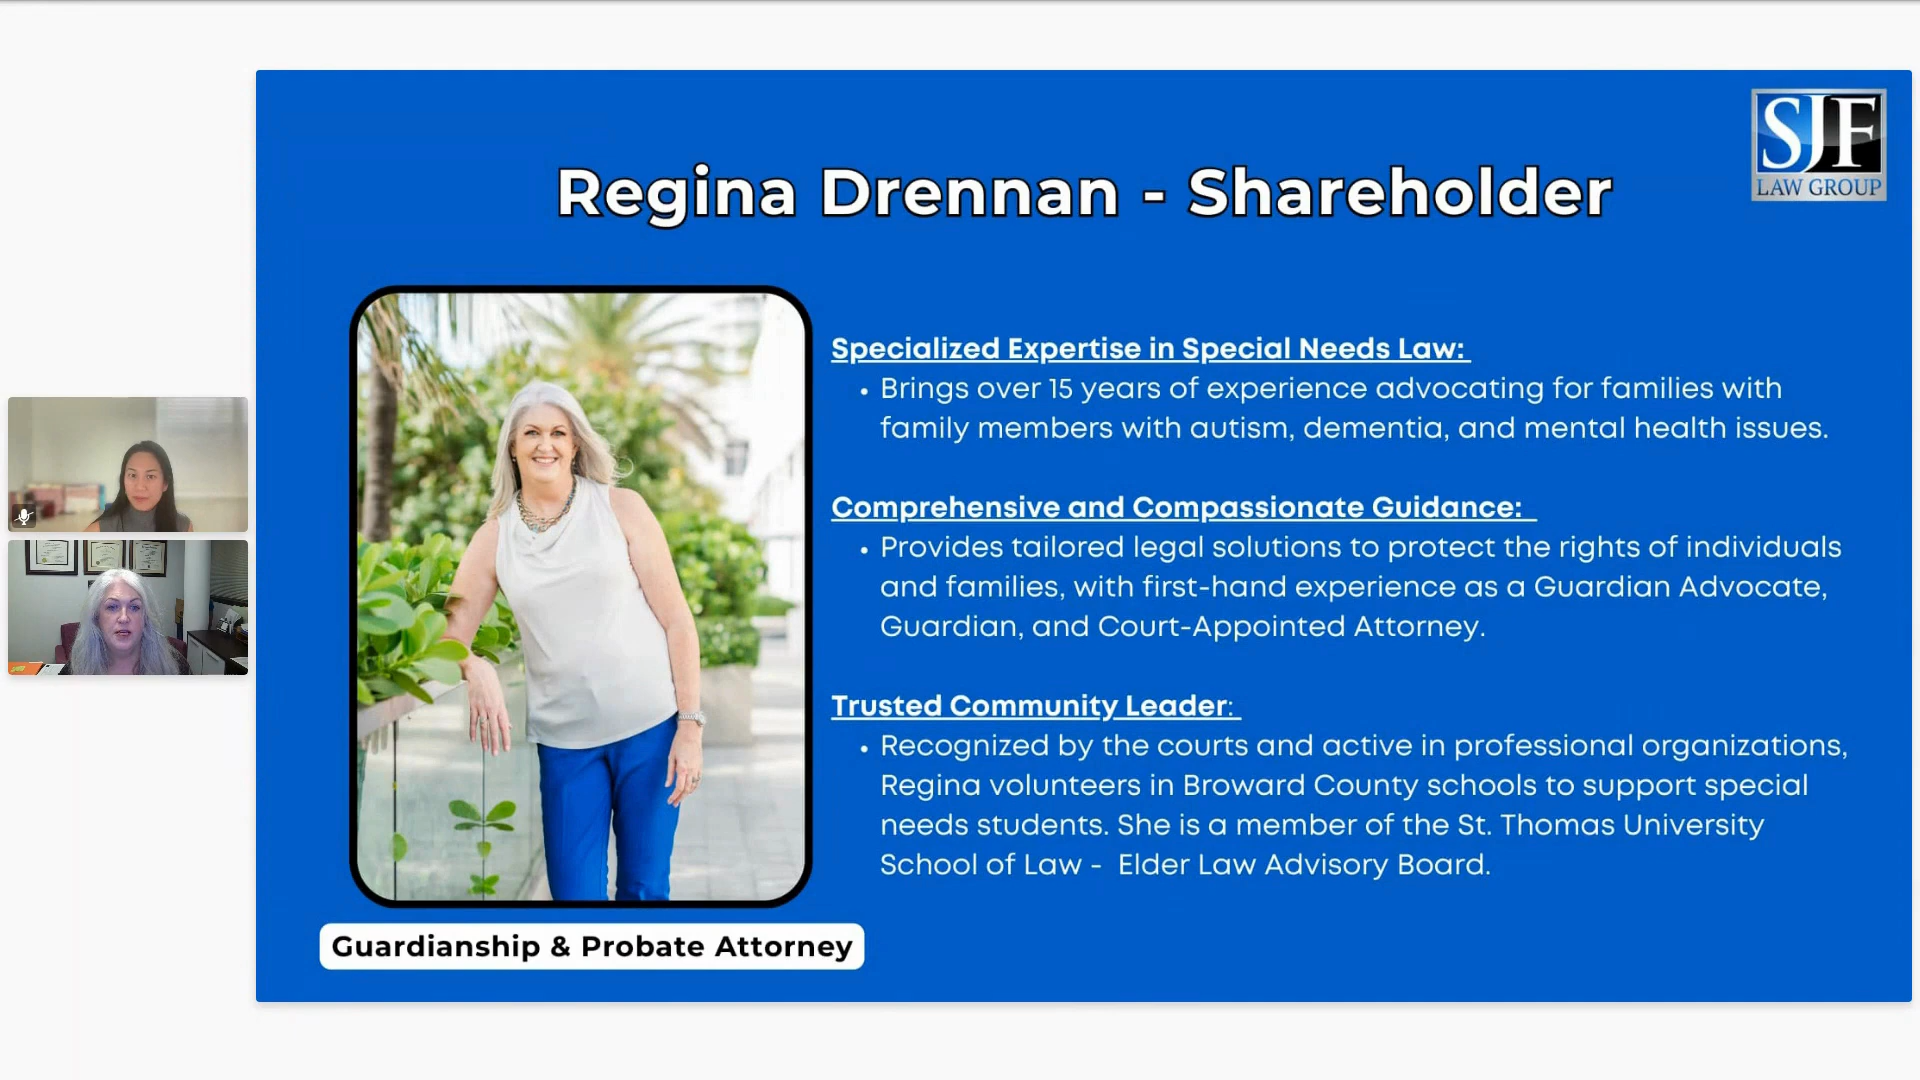 SJF
LAW GROUP
Regina Drennan - Shareholder
Specialized Expertise in Special Needs Law:
• Brings over 15 years of experience advocating for families with
family members with autism, dementia, and mental health issues.
Comprehensive and Compassionate Guidance:
• Provides tailored legal solutions to protect the rights of individuals
and families, with first-hand experience as a Guardian Advocate,
Guardian, and Court-Appointed Attorney.
Trusted Community Leader:
• Recognized by the courts and active in professional organizations,
Regina volunteers in Broward County schools to support special
needs students. She is a member of the St. Thomas University
School of Law - Elder Law Advisory Board.
Guardianship & Probate Attorney